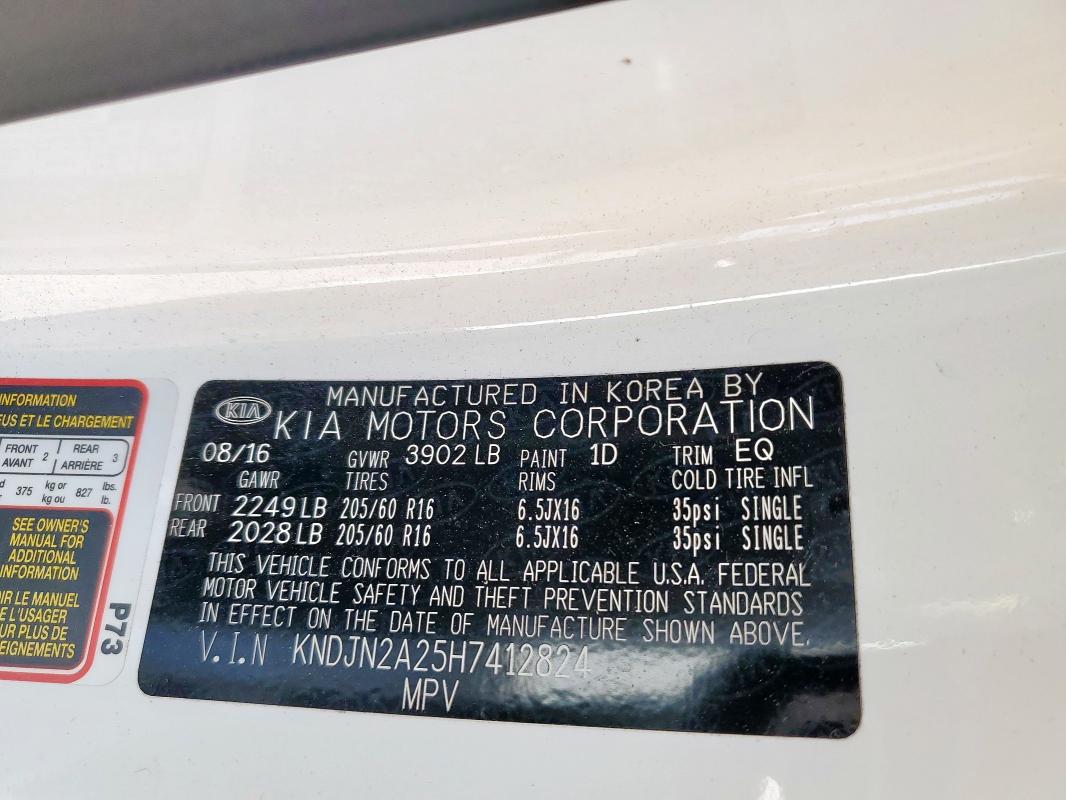 INFORMATION
EUS ET LE CHARGEMENT
FRONT AVANT 2 REAR ARRIÈRE 3
375 kg or kg ou 827 lbs. lb.
SEE OWNER'S
MANUAL FOR
ADDITIONAL
INFORMATION
IR LE MANUEL
E L'USAGER
UR PLUS DE
EIGNEMENTS
P73
MANUFACTURED IN KOREA BY
KIA KIA MOTORS CORPORATION
08/16 GVWR 3902 LB PAINT 1D TRIM EQ
GAWR TIRES RIMS COLD TIRE INFL
FRONT 2249LB 205/60 R16 6.5JX16 35psi SINGLE
REAR 2028LB 205/60 R16 6.5JX16 35psi SINGLE
THIS VEHICLE CONFORMS TO ALL APPLICABLE U.S.A. FEDERAL
MOTOR VEHICLE SAFETY AND THEFT PREVENTION STANDARDS
IN EFFECT ON THE DATE OF MANUFACTURE SHOWN ABOVE.
V.I.N KNDJN2A25H7412824
MPV